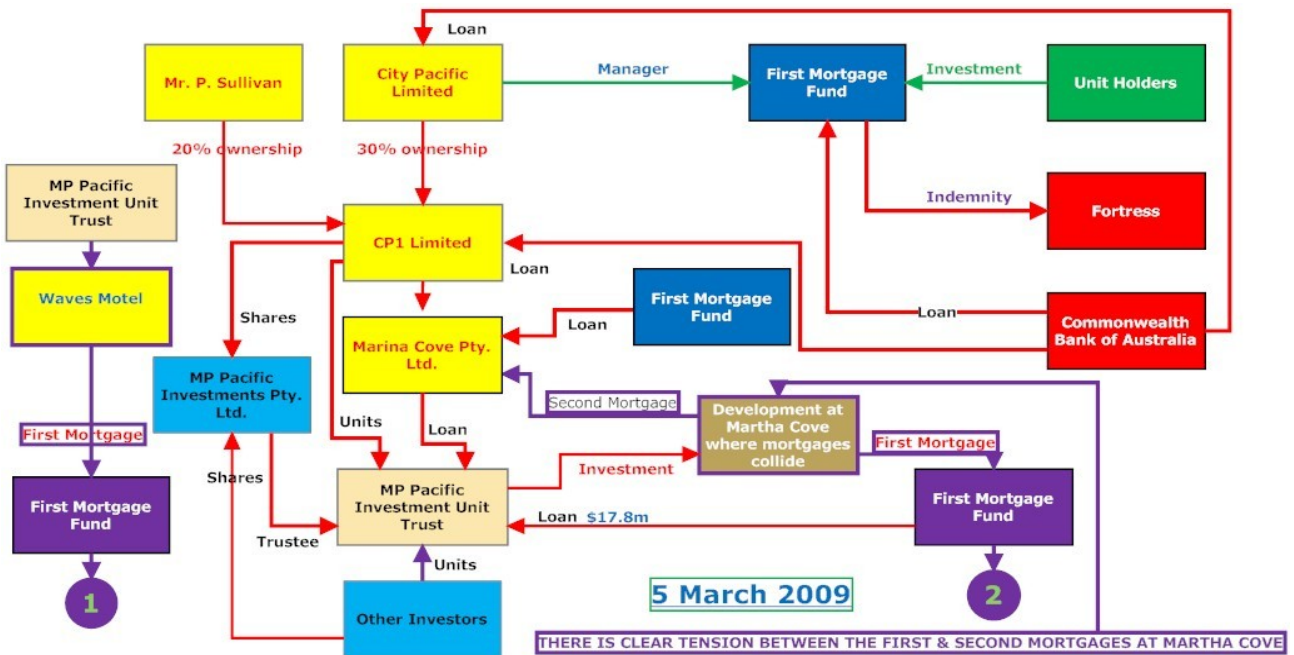 Loan
Mr. P. Sullivan
City Pacific
Limited
Manager
First Mortgage
Fund
Investment
Unit Holders
20% ownership
30% ownership
MP Pacific
Investment Unit
Trust
Indemnity
Fortress
CP1 Limited
Loan
Waves Motel
First Mortgage
Fund
Shares
Loan
Loan
Commonwealth
Bank of Australia
Marina Cove Pty.
Ltd.
MP Pacific
Investments Pty.
Ltd.
Second Mortgage
Development at
Martha Cove
where mortgages
collide
Units
Loan
First Mortgage
First Mortgage
Shares
Investment
First Mortgage
Fund
MP Pacific
Investment Unit
Trust
First Mortgage
Fund
Loan $17.8m
Trustee
Units
1
5 March 2009
2
Other Investors
THERE IS CLEAR TENSION BETWEEN THE FIRST & SECOND MORTGAGES AT MARTHA COVE